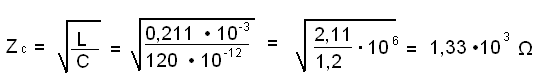 Zc = √(L/C) = √(0,211 • 10⁻³ / 120 • 10⁻¹²) = √(2,11/1,2 · 10⁶) = 1,33 • 10³ Ω